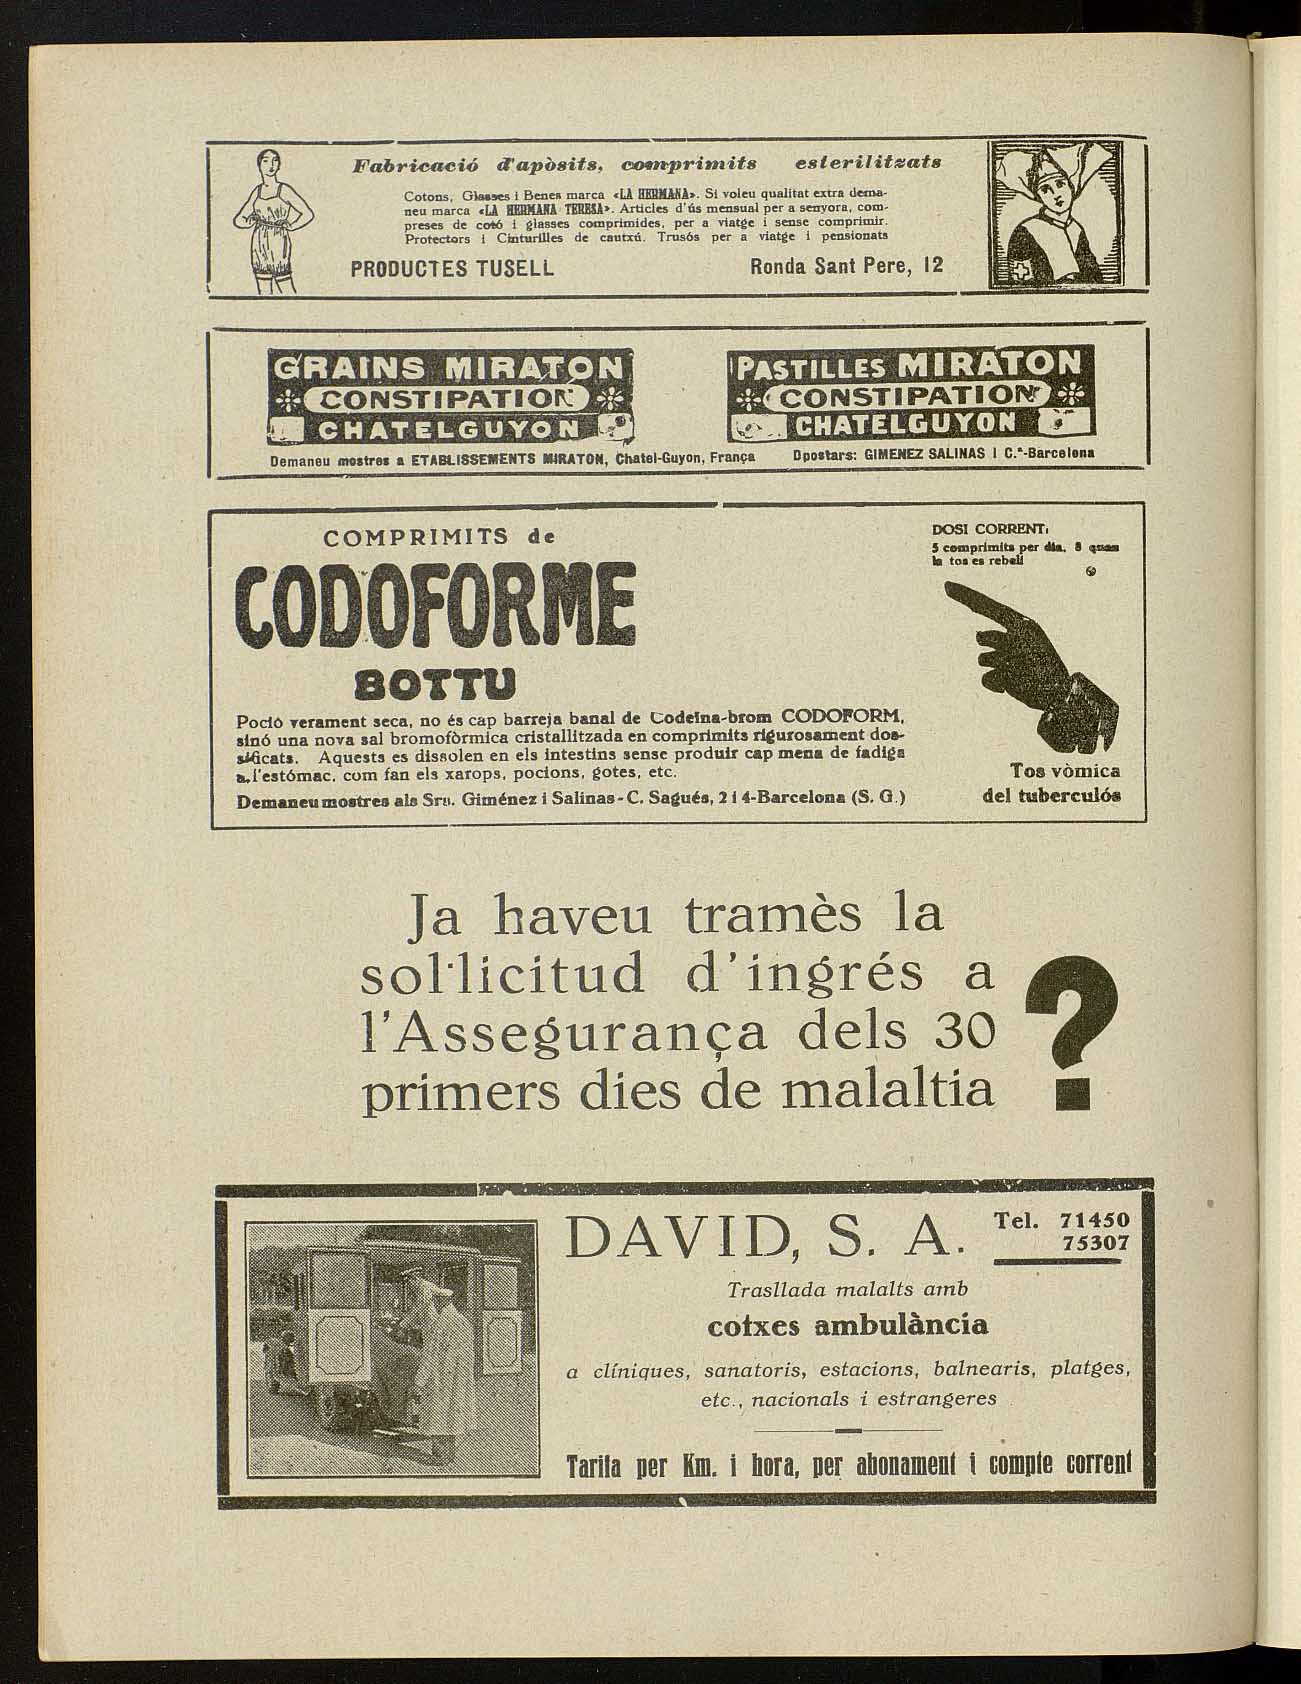 Fabricació d'apòsits, comprimits esterilitzats
Cotons, Glasses i Benes marca «LA HERMANA». Si voleu qualitat extra dema-
neu marca «LA HERMANA TERESA». Articles d'ús mensual per a senyora, com-
preses de cotó i glasses comprimides, per a viatge i sense comprimir.
Protectors i Cinturilles de cautxú. Trusós per a viatge i pensionats
PRODUCTES TUSELL Ronda Sant Pere, 12
GRAINS MIRATON
CONSTIPATION
CHATELGUYON
Demaneu mostres a ETABLISSEMENTS MIRATON, Chatel-Guyon, França
PASTILLES MIRATON
CONSTIPATION
CHATELGUYON
Dpostars: GIMENEZ SALINAS I C.ª-Barcelona
COMPRIMITS de
CODOFORME
BOTTU
Poció verament seca, no és cap barreja banal de Codeïna-brom CODOFORM,
sinó una nova sal bromofòrmica cristallitzada en comprimits rigurosament dos-
sificats. Aquests es dissolen en els intestins sense produir cap mena de fadiga
a l'estómac, com fan els xarops, pocions, gotes, etc.
Demaneu mostres als Srs. Giménez i Salinas-C. Sagués, 2 i 4-Barcelona (S. G.)
DOSI CORRENT:
5 comprimits per dia, 8 quan
la tos es rebell
Tos vòmica
del tuberculós
Ja haveu tramès la
sol·licitud d'ingrés a
l'Assegurança dels 30
primers dies de malaltia ?
DAVID, S. A. Tel. 71450
75307
Trasllada malalts amb
cotxes ambulància
a clíniques, sanatoris, estacions, balnearis, platges,
etc., nacionals i estrangeres
Tarifa per Km. i hora, per abonament i compte corrent